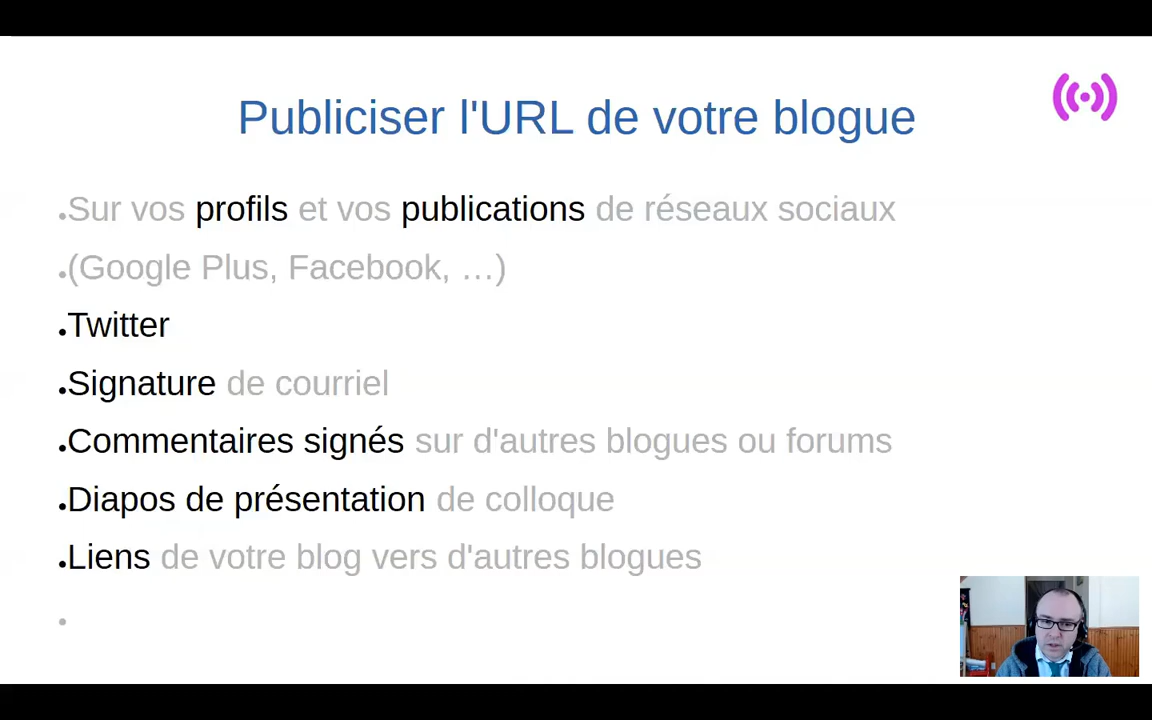 Publiciser l'URL de votre blogue
•Sur vos profils et vos publications de réseaux sociaux
•(Google Plus, Facebook, …)
•Twitter
•Signature de courriel
•Commentaires signés sur d'autres blogues ou forums
•Diapos de présentation de colloque
•Liens de votre blog vers d'autres blogues
•